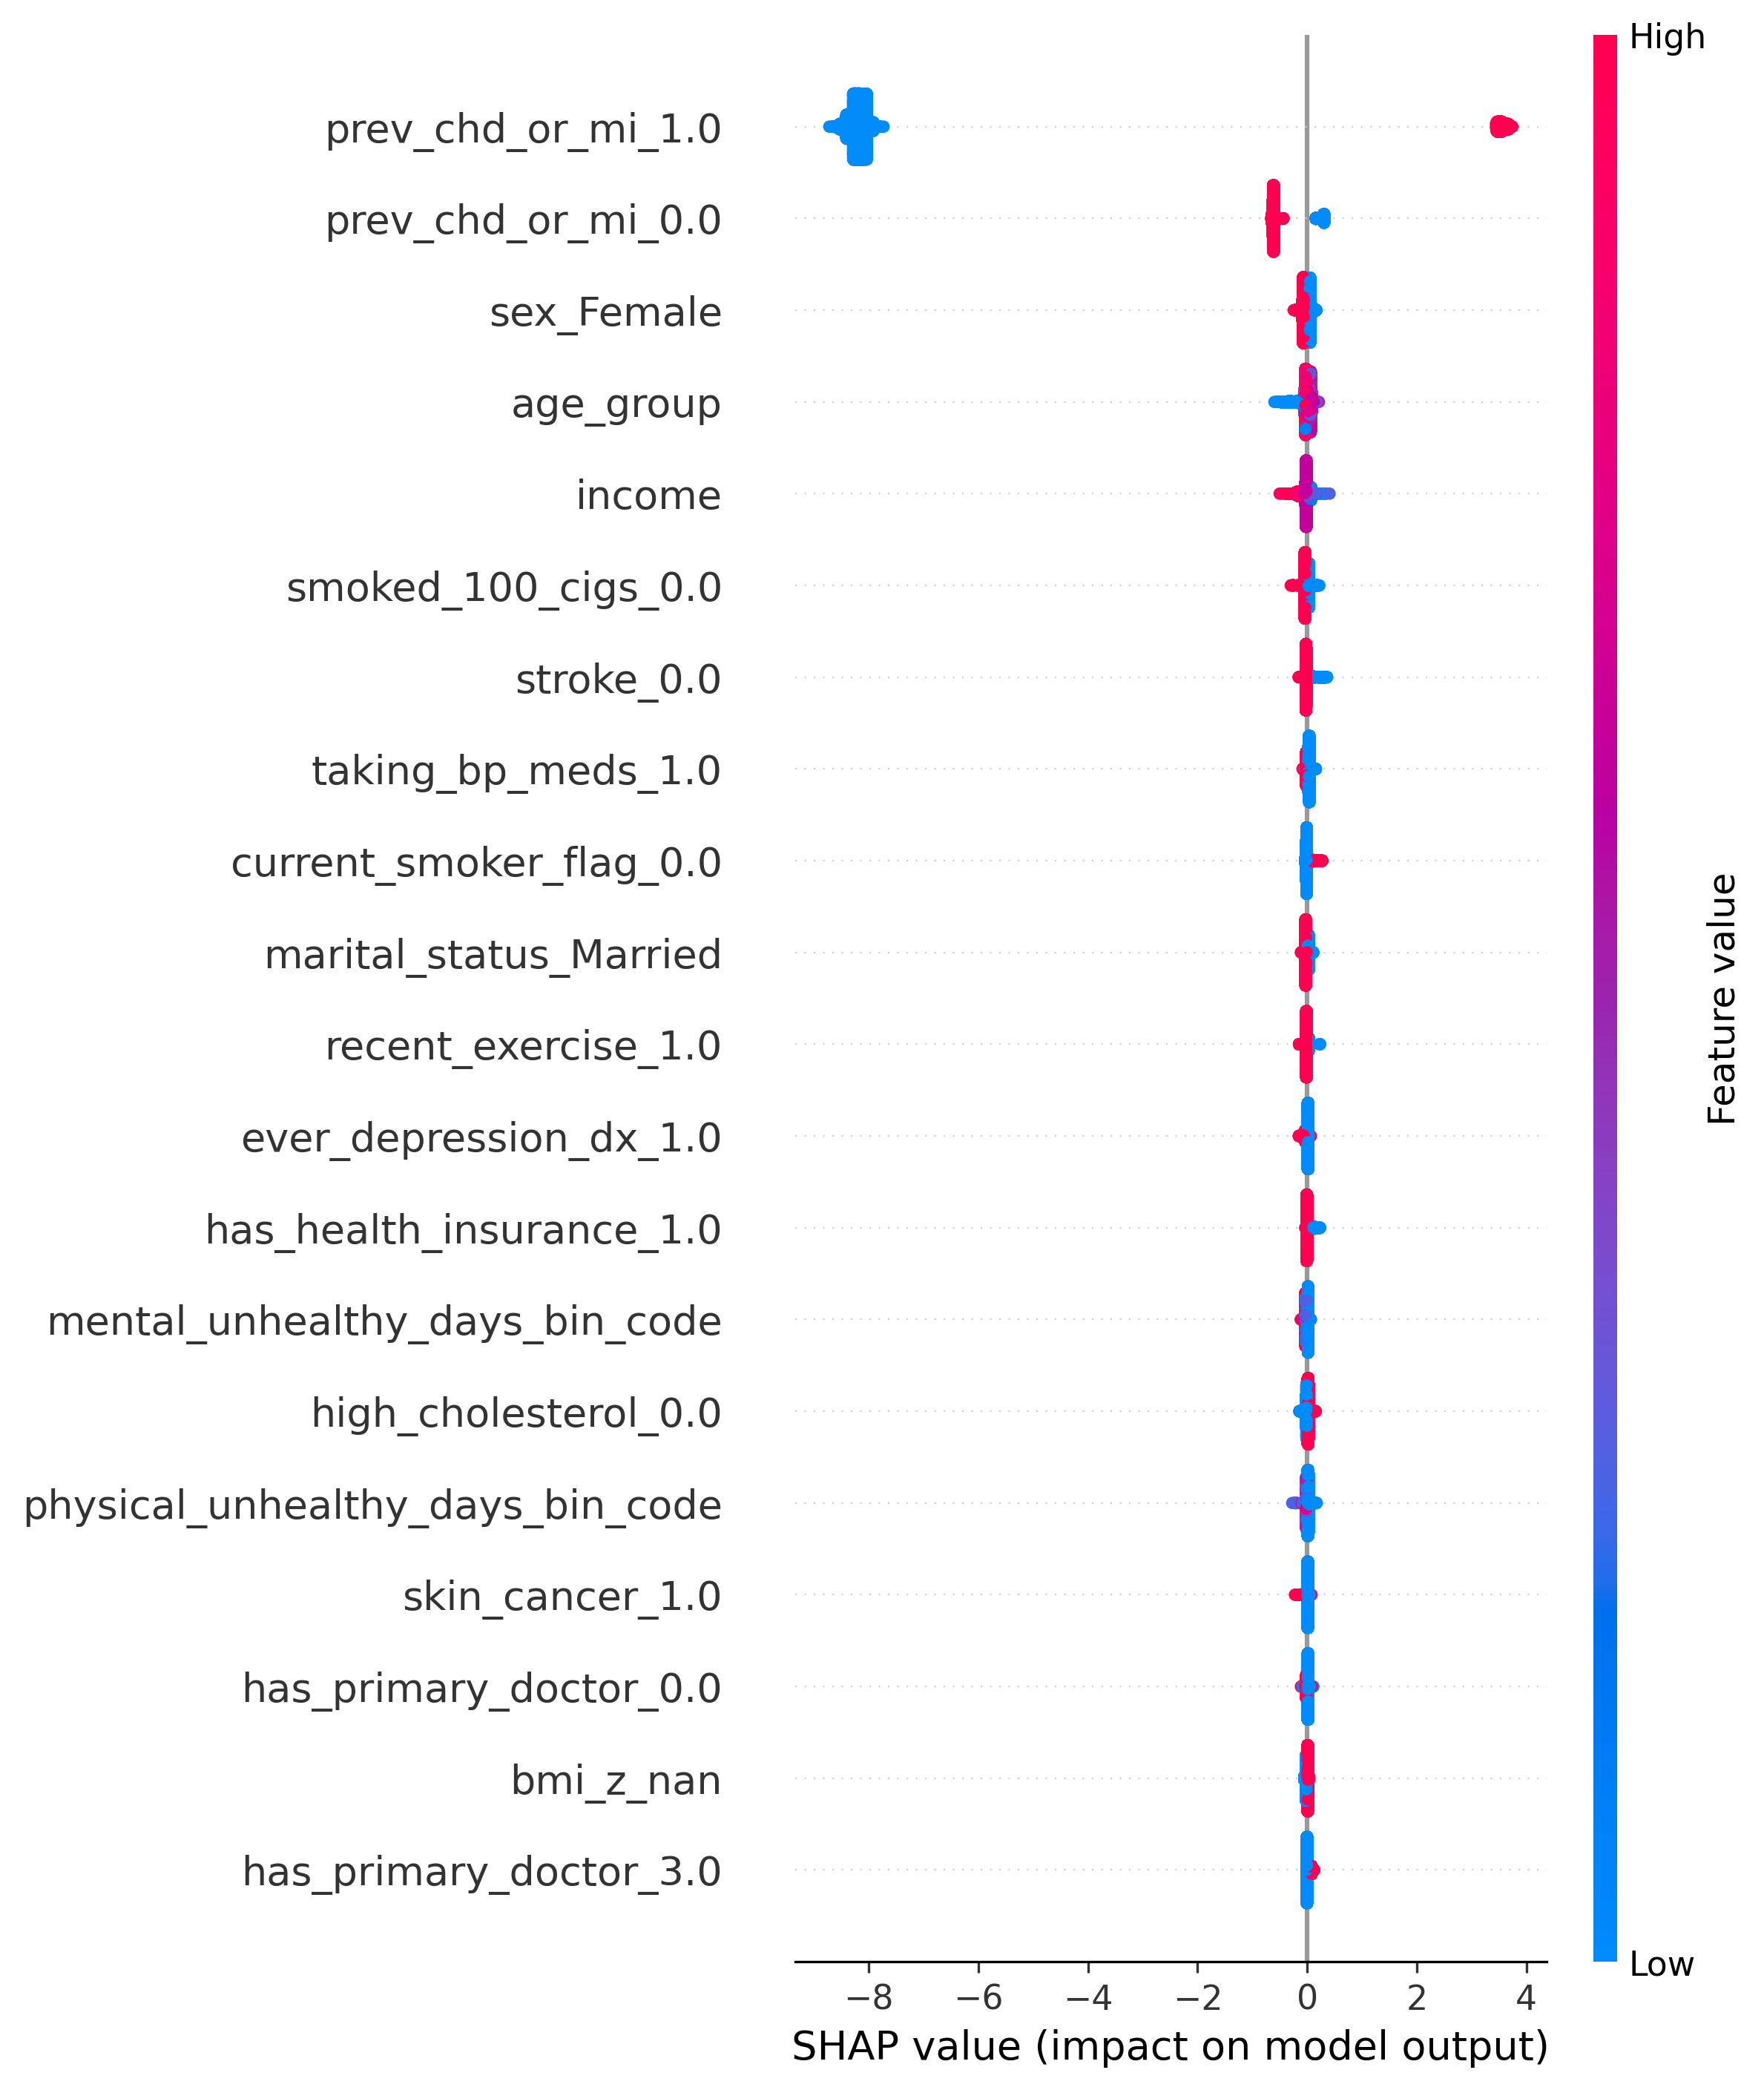 High
prev_chd_or_mi_1.0
prev_chd_or_mi_0.0
sex_Female
age_group
income
smoked_100_cigs_0.0
stroke_0.0
taking_bp_meds_1.0
current_smoker_flag_0.0
marital_status_Married
recent_exercise_1.0
ever_depression_dx_1.0
has_health_insurance_1.0
mental_unhealthy_days_bin_code
high_cholesterol_0.0
physical_unhealthy_days_bin_code
skin_cancer_1.0
has_primary_doctor_0.0
bmi_z_nan
has_primary_doctor_3.0
Feature value
Low
−8 −6 −4 −2 0 2 4
SHAP value (impact on model output)